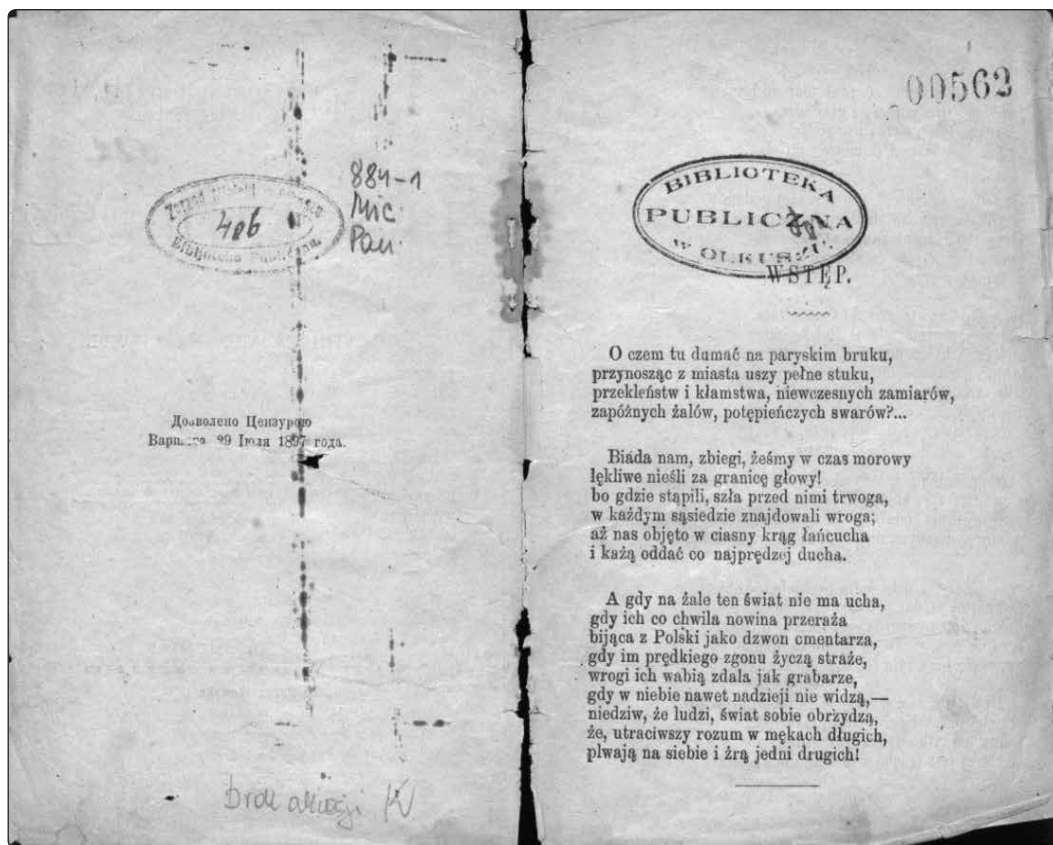 406
Biblioteka Publiczna
884-1
Mic
Pan.
Дозволено Цензурою
29 Іюля 1897 года.
00562
BIBLIOTEKA
PUBLICZNA
w OLKUSZU
WSTĘP.
O czem tu dumać na paryskim bruku,
przynosząc z miasta uszy pełne stuku,
przekleństw i kłamstwa, niewczesnych zamiarów,
zapóżnych żalów, potępieńczych swarów?...
Biada nam, zbiegi, żeśmy w czas morowy
lękliwe nieśli za granicę głowy!
bo gdzie stąpili, szła przed nimi trwoga,
w każdym sąsiedzie znajdowali wroga;
aż nas objęto w ciasny krąg łańcucha
i każą oddać co najprędzej ducha.
A gdy na żale ten świat nie ma ucha,
gdy ich co chwila nowina przeraża
bijąca z Polski jako dzwon cmentarza,
gdy im prędkiego zgonu życzą straże,
wrogi ich wabią zdala jak grabarze,
gdy w niebie nawet nadzieji nie widzą,—
niedziw, że ludzi, świat sobie obrzydzą,
że, utraciwszy rozum w mękach długich,
plwają na siebie i żrą jedni drugich!